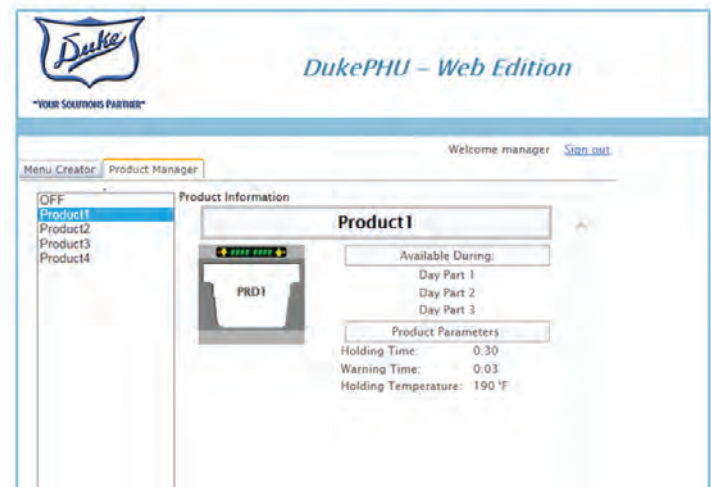 Duke
"YOUR SOLUTIONS PARTNER"
DukePHU – Web Edition
Welcome manager Sign out
Menu Creator Product Manager
OFF
Product1
Product2
Product3
Product4
Product Information
Product1
PRD1
Available During:
Day Part 1
Day Part 2
Day Part 3
Product Parameters
Holding Time: 0:30
Warning Time: 0:03
Holding Temperature: 190 °F